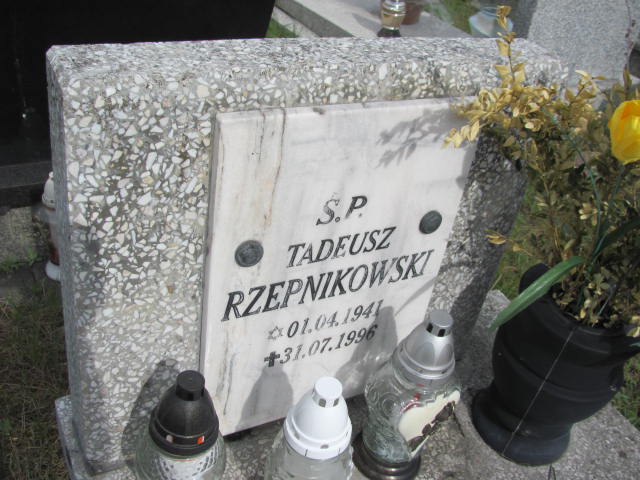 S.P.
TADEUSZ
RZEPNIKOWSKI
✡01.04.1941
✝31.07.1996